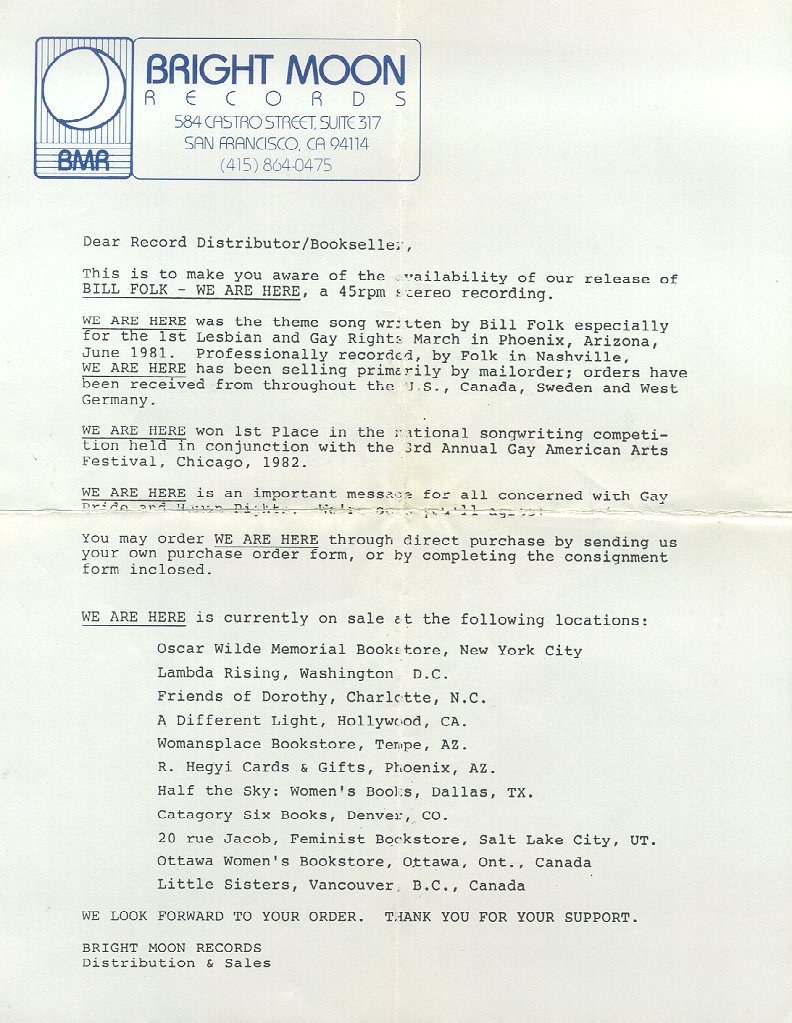 BRIGHT MOON
RECORDS
584 CASTRO STREET, SUITE 317
SAN FRANCISCO, CA 94114
(415) 864-0475
BMR
Dear Record Distributor/Bookseller,
This is to make you aware of the availability of our release of
BILL FOLK - WE ARE HERE, a 45rpm stereo recording.
WE ARE HERE was the theme song written by Bill Folk especially
for the 1st Lesbian and Gay Rights March in Phoenix, Arizona,
June 1981.  Professionally recorded, by Folk in Nashville,
WE ARE HERE has been selling primarily by mailorder; orders have
been received from throughout the U.S., Canada, Sweden and West
Germany.
WE ARE HERE won 1st Place in the national songwriting competi-
tion held in conjunction with the 3rd Annual Gay American Arts
Festival, Chicago, 1982.
WE ARE HERE is an important message for all concerned with Gay
Pride and Human Rights.  We're sure you'll agree!
You may order WE ARE HERE through direct purchase by sending us
your own purchase order form, or by completing the consignment
form inclosed.
WE ARE HERE is currently on sale at the following locations:
Oscar Wilde Memorial Bookstore, New York City
Lambda Rising, Washington D.C.
Friends of Dorothy, Charlotte, N.C.
A Different Light, Hollywood, CA.
Womansplace Bookstore, Tempe, AZ.
R. Hegyi Cards & Gifts, Phoenix, AZ.
Half the Sky: Women's Books, Dallas, TX.
Catagory Six Books, Denver, CO.
20 rue Jacob, Feminist Bookstore, Salt Lake City, UT.
Ottawa Women's Bookstore, Ottawa, Ont., Canada
Little Sisters, Vancouver, B.C., Canada
WE LOOK FORWARD TO YOUR ORDER.  THANK YOU FOR YOUR SUPPORT.
BRIGHT MOON RECORDS
Distribution & Sales